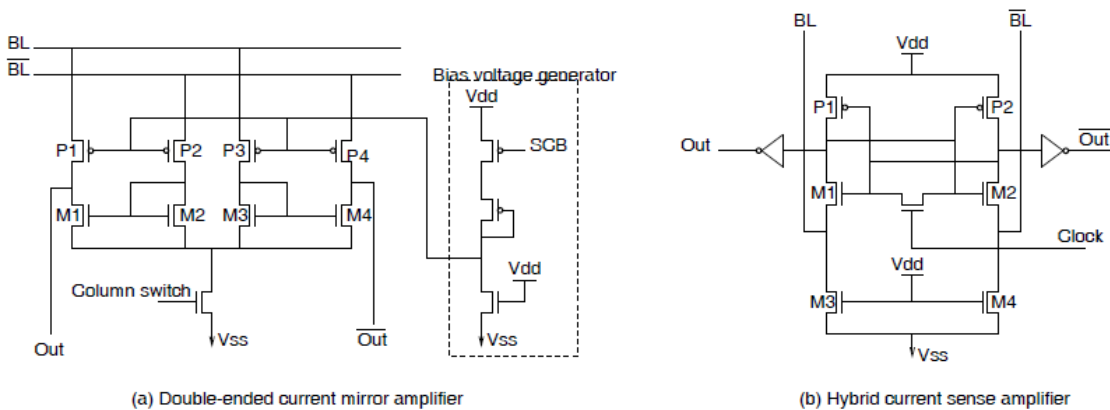 BL
BL
Bias voltage generator
Vdd
P1
P2
P3
P4
SCB
M1
M2
M3
M4
Vdd
Column switch
Vss
Out
Out
Vss
(a) Double-ended current mirror amplifier
BL
BL
Vdd
P1
P2
Out
Out
M1
M2
Clock
Vdd
M3
M4
Vss
(b) Hybrid current sense amplifier